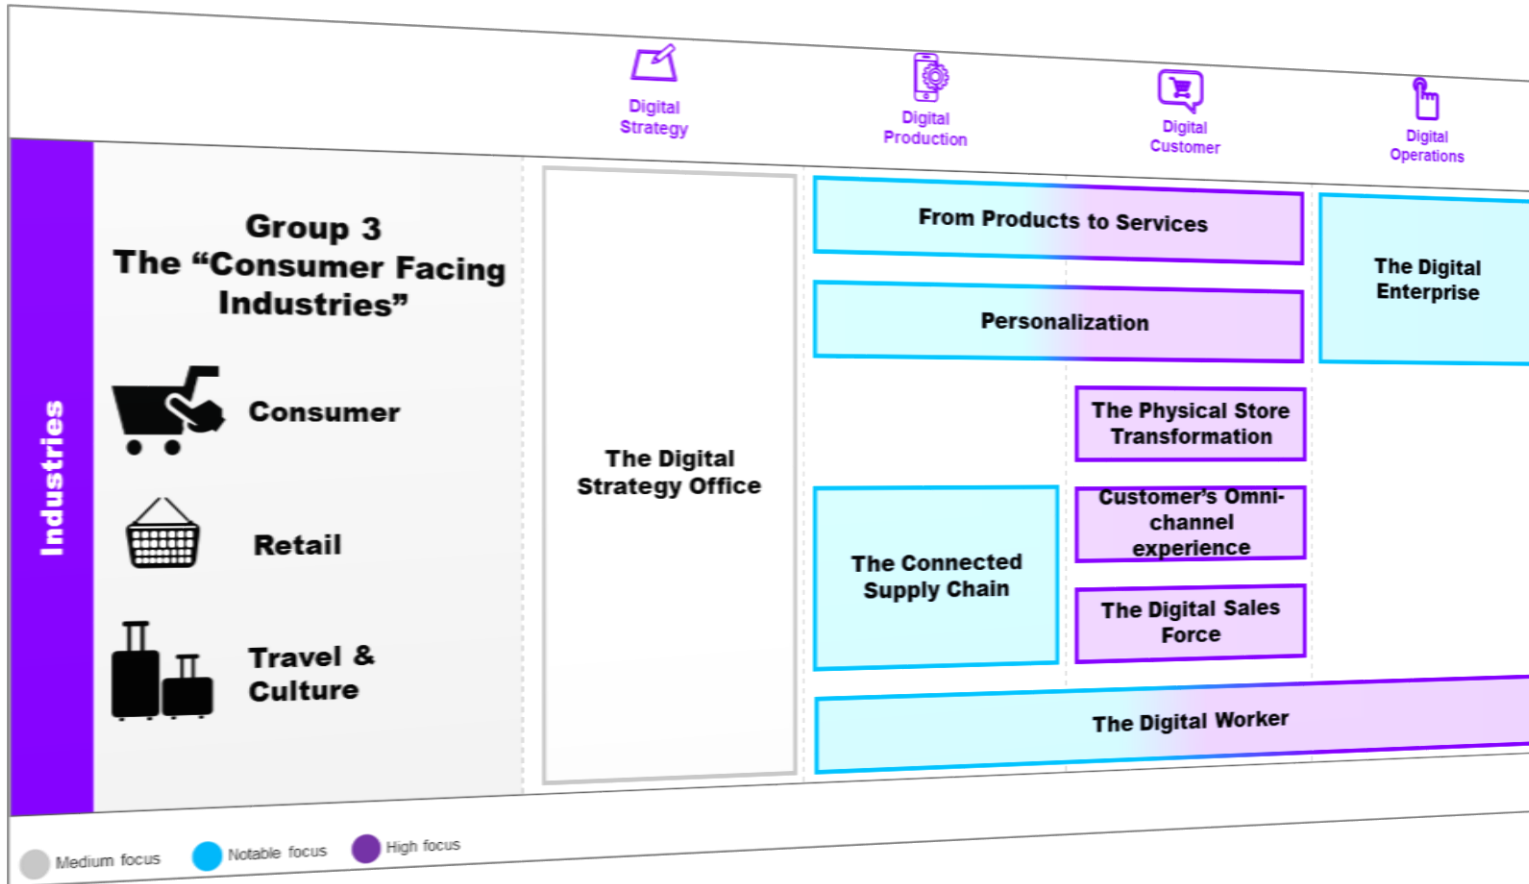 Digital
Strategy
Digital
Production
Digital
Customer
Digital
Operations
Industries
Group 3
The “Consumer Facing
Industries”
Consumer
Retail
Travel &
Culture
The Digital
Strategy Office
From Products to Services
Personalization
The Digital
Enterprise
The Physical Store
Transformation
Customer’s Omni-
channel
experience
The Connected
Supply Chain
The Digital Sales
Force
The Digital Worker
Medium focus
Notable focus
High focus